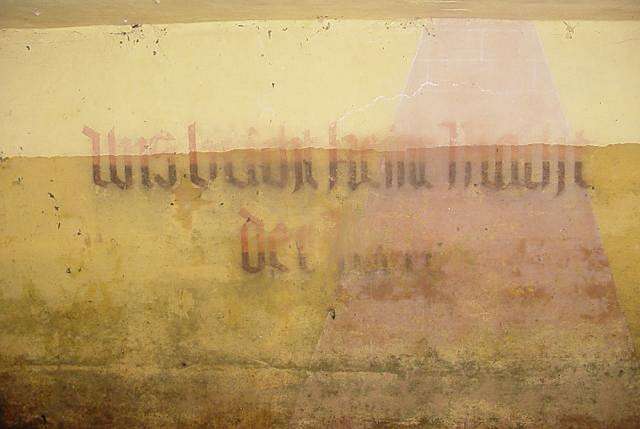 Uns bricht keine Macht
der